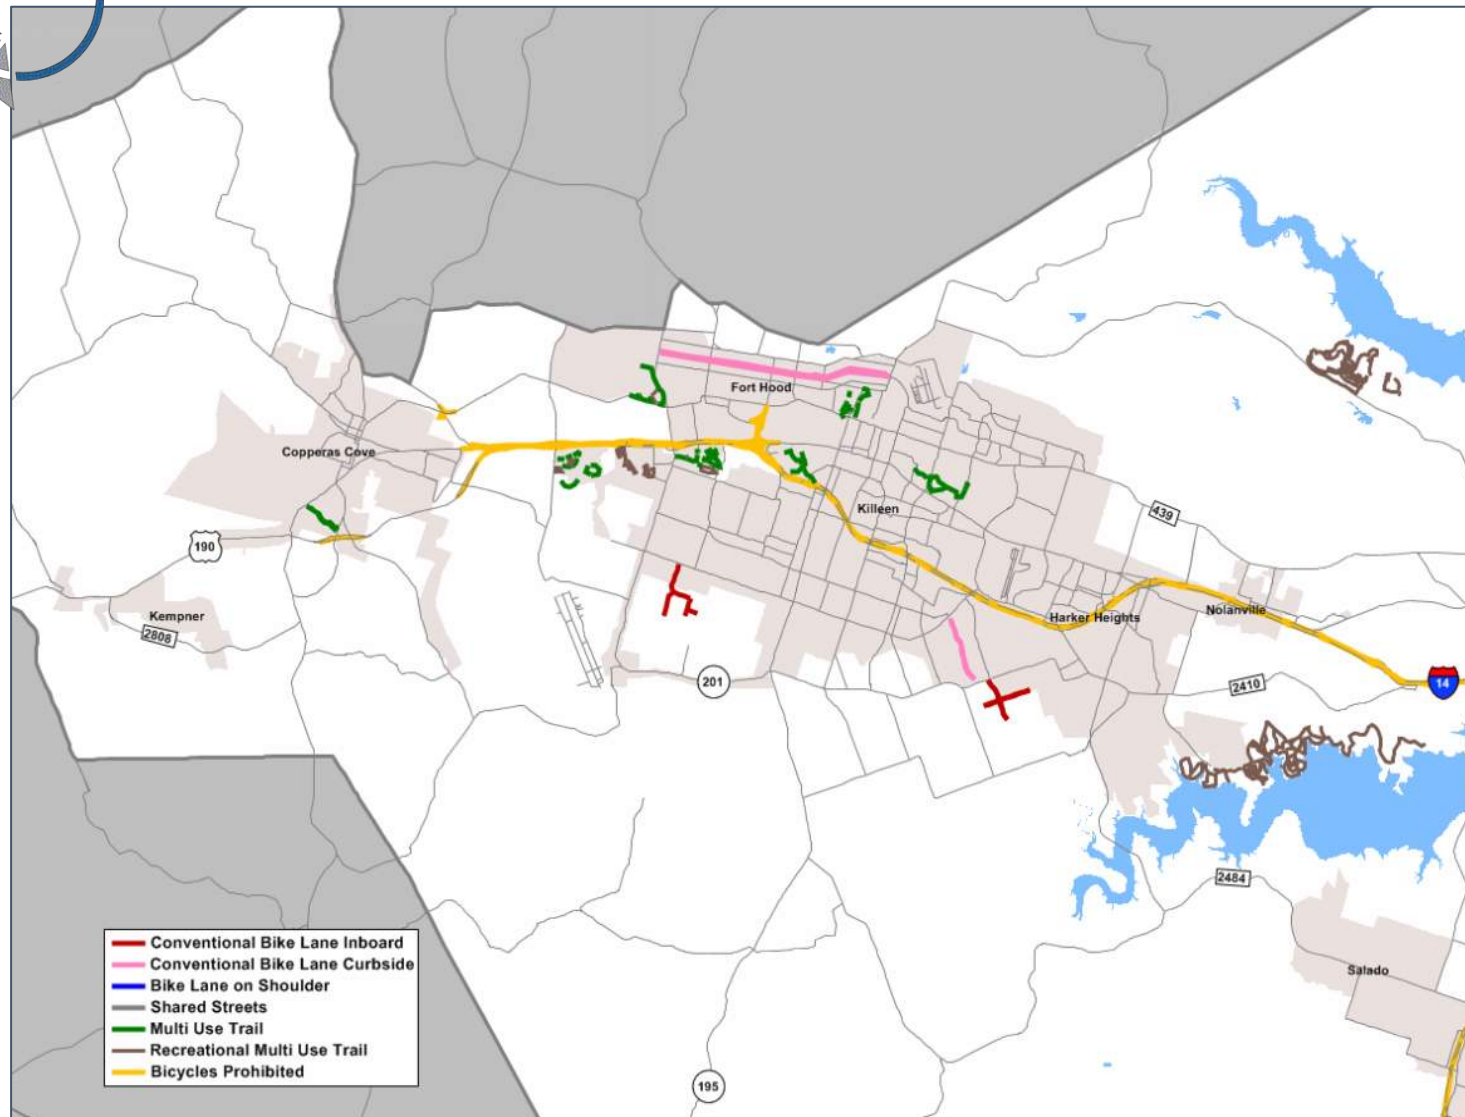 Fort Hood
Copperas Cove
439
Killeen
190
Kempner
2808
Harker Heights
Nolanville
201
2410
14
2484
Salado
195
Conventional Bike Lane Inboard
Conventional Bike Lane Curbside
Bike Lane on Shoulder
Shared Streets
Multi Use Trail
Recreational Multi Use Trail
Bicycles Prohibited